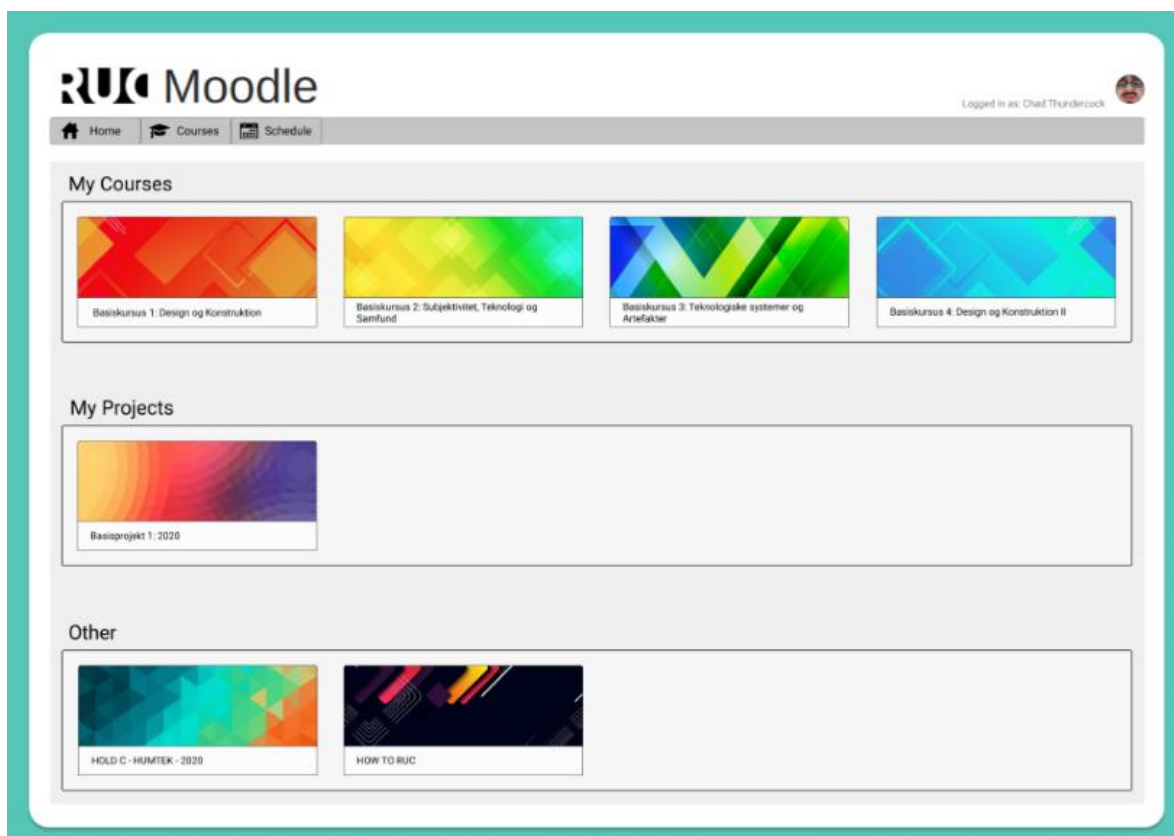 RUC Moodle
Logged in as: Chad Thundercock
Home Courses Schedule
My Courses
Basiskursus 1: Design og Konstruktion
Basiskursus 2: Subjektivitet, Teknologi og
Samfund
Basiskursus 3: Teknologiske systemer og
Artefakter
Basiskursus 4: Design og Konstruktion II
My Projects
Basisprojekt 1: 2020
Other
HOLD C - HUMTEK - 2020
HOW TO RUC